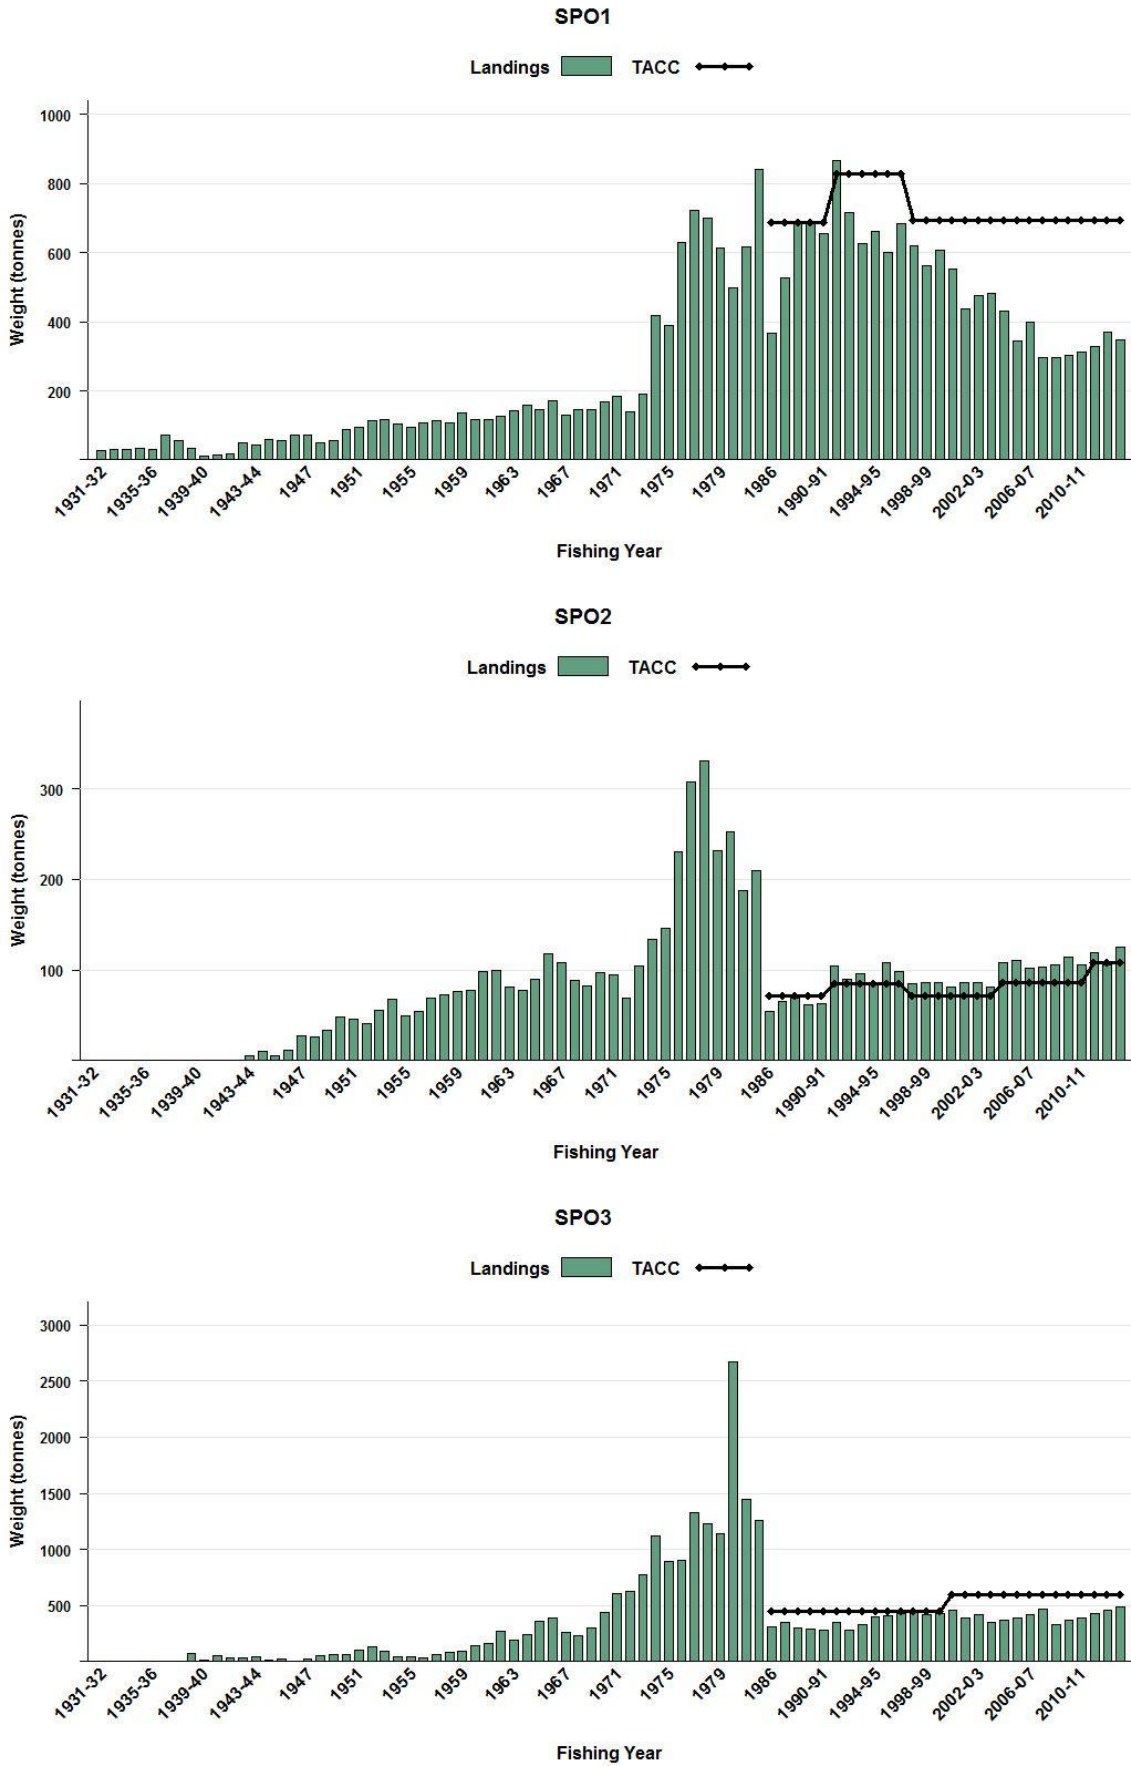 SPO1
Landings TACC
1000
800
600
400
200
Weight (tonnes)
1931-32 1935-36 1939-40 1943-44 1947 1951 1955 1959 1963 1967 1971 1975 1979 1986 1990-91 1994-95 1998-99 2002-03 2006-07 2010-11
Fishing Year
SPO2
Landings TACC
300
200
100
Weight (tonnes)
1931-32 1935-36 1939-40 1943-44 1947 1951 1955 1959 1963 1967 1971 1975 1979 1986 1990-91 1994-95 1998-99 2002-03 2006-07 2010-11
Fishing Year
SPO3
Landings TACC
3000
2500
2000
1500
1000
500
Weight (tonnes)
1931-32 1935-36 1939-40 1943-44 1947 1951 1955 1959 1963 1967 1971 1975 1979 1986 1990-91 1994-95 1998-99 2002-03 2006-07 2010-11
Fishing Year